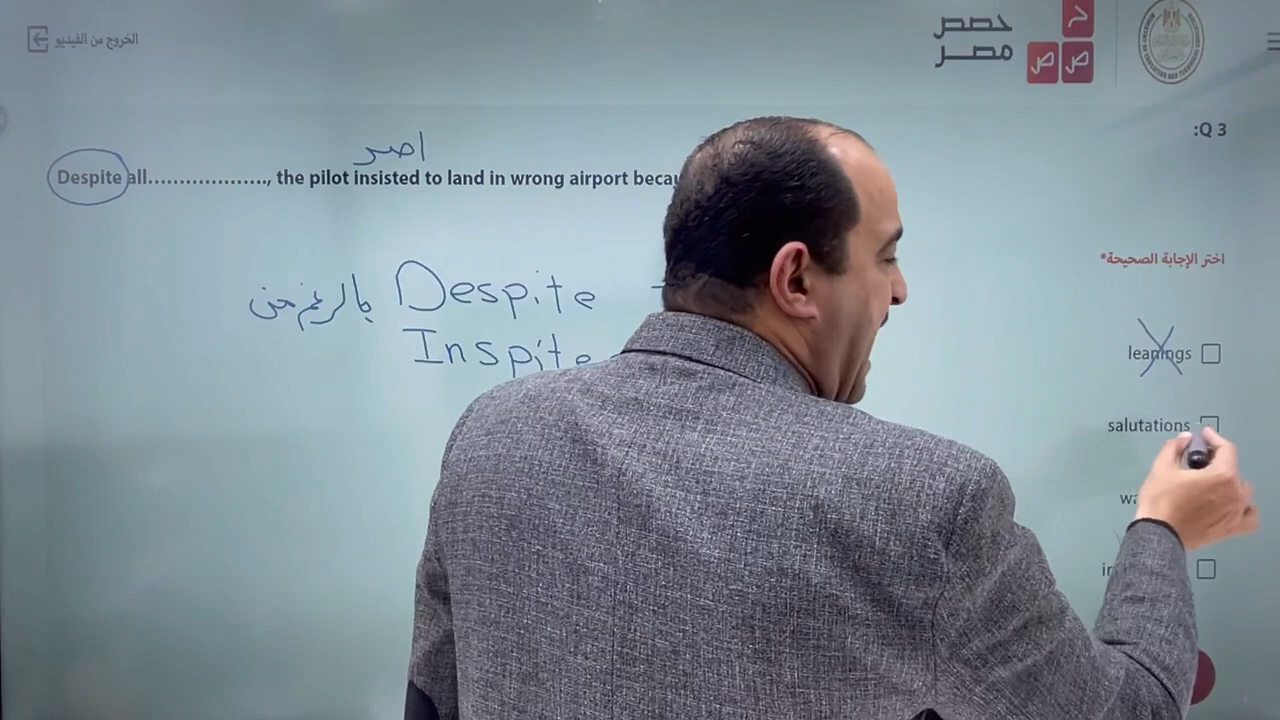 الخروج من الفيديو
حصص
مصر
ح
ص ص
Q 3:
اصر
Despite all..................., the pilot insisted to land in wrong airport becau
اختر الإجابة الصحيحة*
بالرغم من Despite
Inspite
leanings
salutations